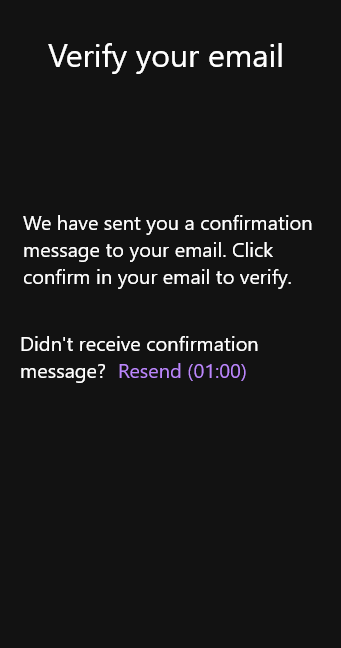 Verify your email
We have sent you a confirmation
message to your email. Click
confirm in your email to verify.
Didn't receive confirmation
message? Resend (01:00)